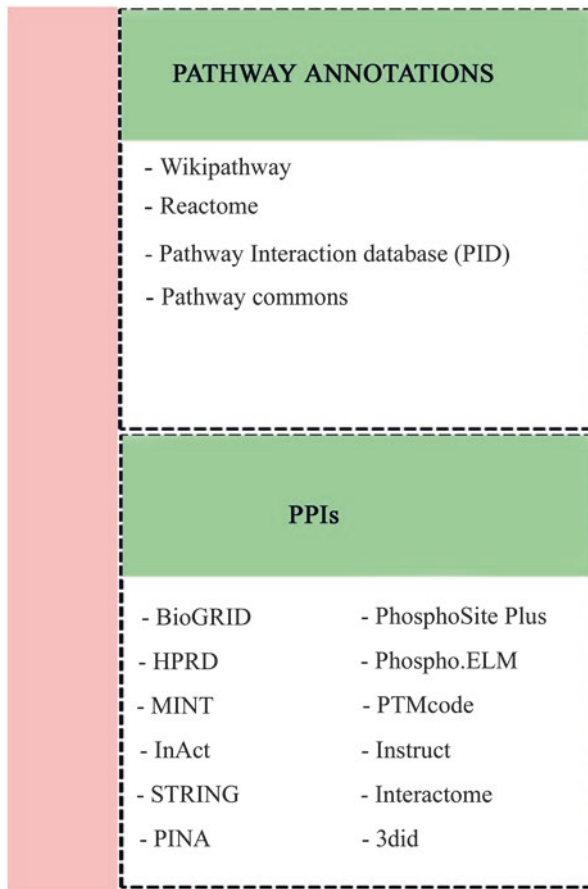 PATHWAY ANNOTATIONS
- Wikipathway
- Reactome
- Pathway Interaction database (PID)
- Pathway commons
PPIs
- BioGRID
- HPRD
- MINT
- InAct
- STRING
- PINA
- PhosphoSite Plus
- Phospho.ELM
- PTMcode
- Instruct
- Interactome
- 3did